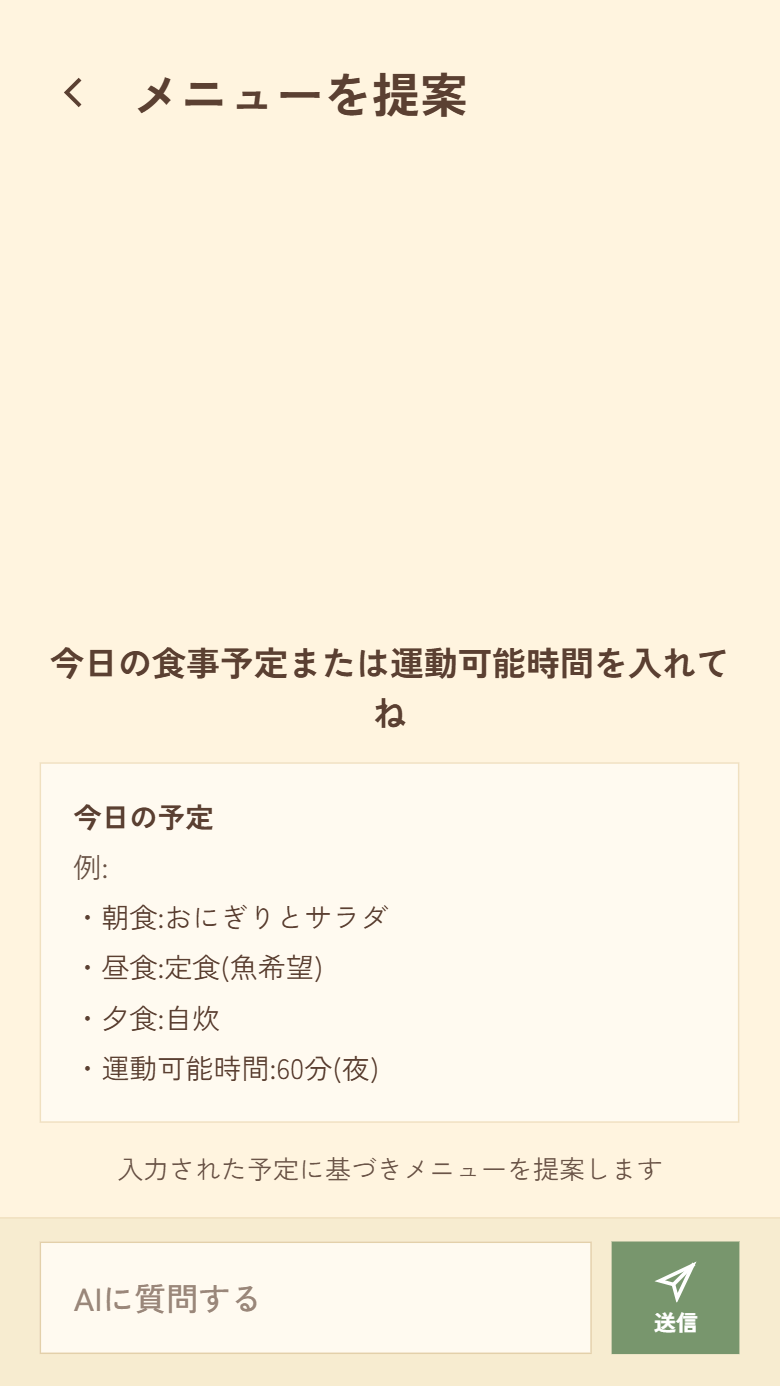 メニューを提案
今日の食事予定または運動可能時間を入れて
ね
今日の予定
例:
・朝食:おにぎりとサラダ
・昼食:定食(魚希望)
・夕食:自炊
・運動可能時間:60分(夜)
入力された予定に基づきメニューを提案します
AIに質問する
送信